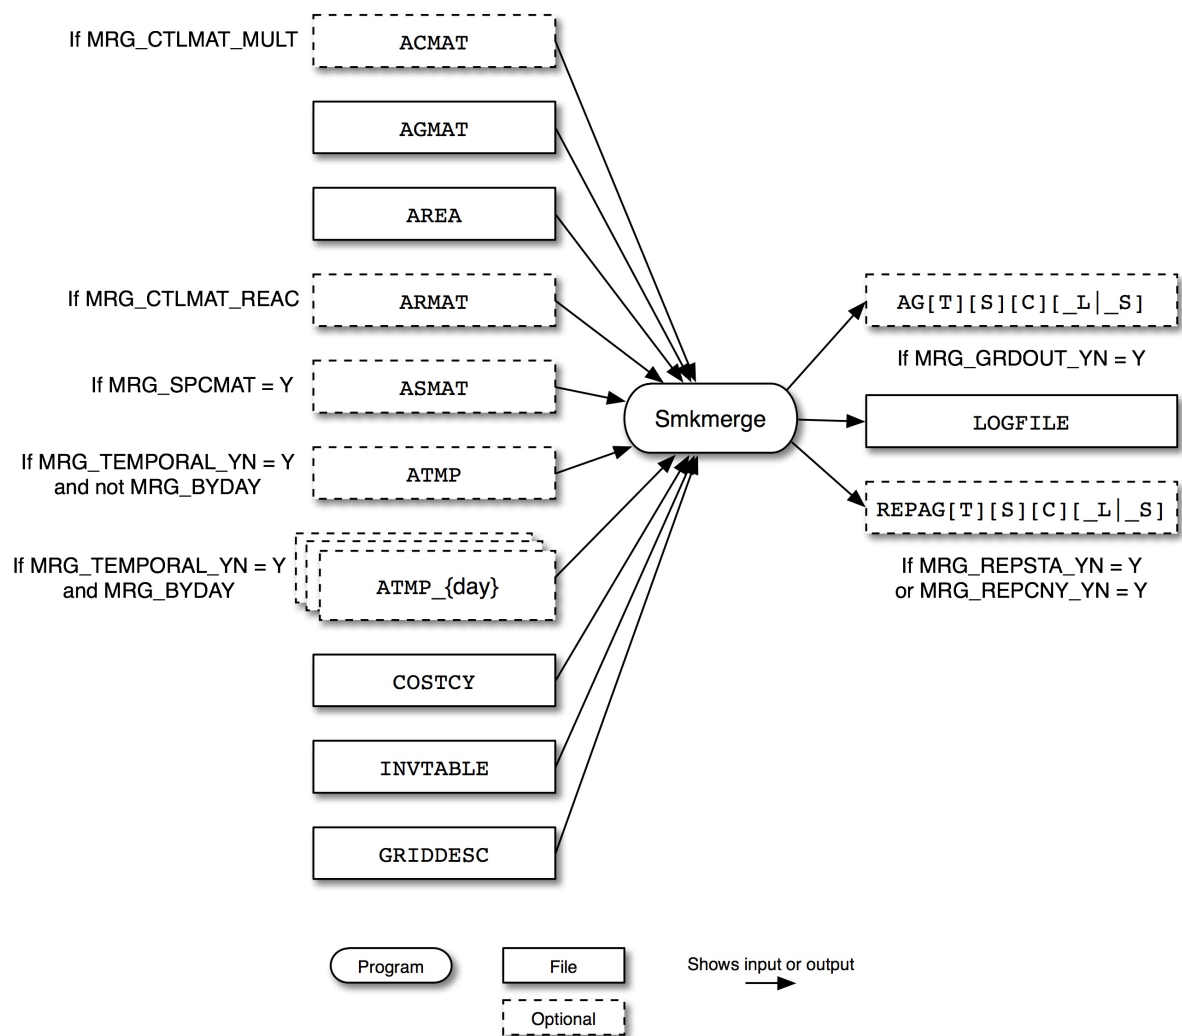 If MRG_CTLMAT_MULT
ACMAT
AGMAT
AREA
If MRG_CTLMAT_REAC
ARMAT
If MRG_SPCMAT = Y
ASMAT
If MRG_TEMPORAL_YN = Y
and not MRG_BYDAY
ATMP
If MRG_TEMPORAL_YN = Y
and MRG_BYDAY
ATMP_{day}
COSTCY
INVTABLE
GRIDDESC
Smkmerge
AG[T][S][C][_L|_S]
If MRG_GRDOUT_YN = Y
LOGFILE
REPAG[T][S][C][_L|_S]
If MRG_REPSTA_YN = Y
or MRG_REPCNY_YN = Y
Program
File
Optional
Shows input or output